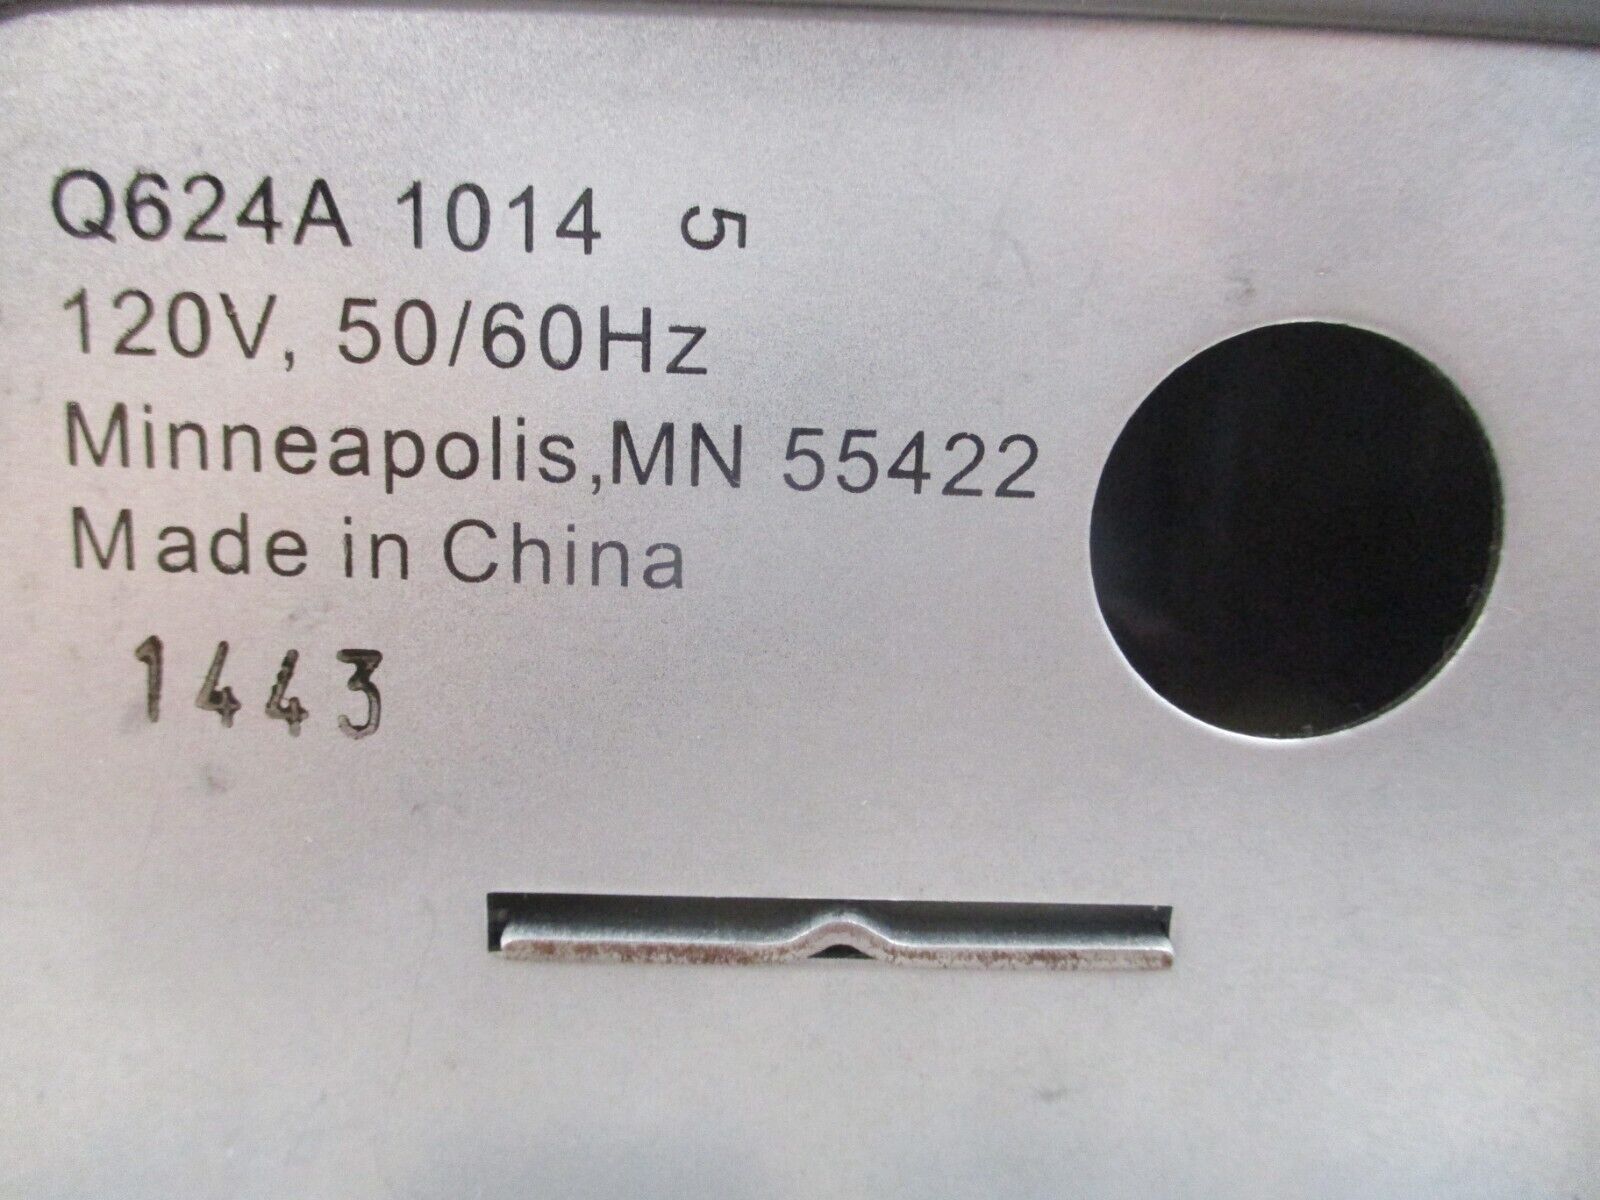 Q624A 1014 5
120V, 50/60Hz
Minneapolis,MN 55422
Made in China
1443